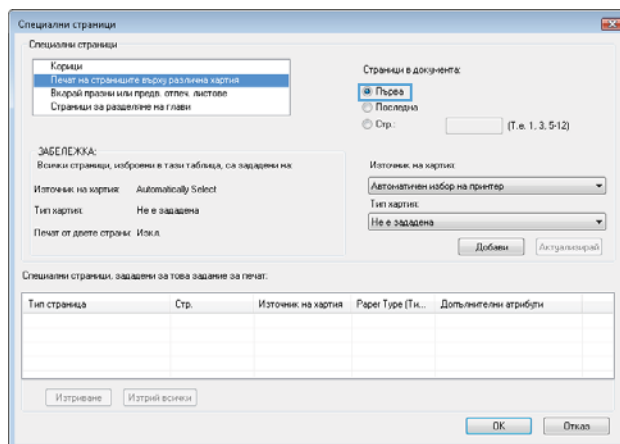 Специални страници
Специални страници
Корици
Печат на страниците върху различна хартия
Вкарай празни или предв. отпеч. листове
Страници за разделяне на глави
Страници в документа:
Първа
Последна
Стр.:
(Т.е. 1, 3, 5-12)
ЗАБЕЛЕЖКА:
Всички страници, изброени в тази таблица, са зададени на:
Източник на хартия: Automatically Select
Тип хартия: Не е зададена
Печат от двете страни: Изкл.
Източник на хартия:
Автоматичен избор на принтер
Тип хартия:
Не е зададена
Добави Актуализирай
Специални страници, зададени за това задание за печат:
Тип страница Стр. Източник на хартия Paper Type (Ти... Допълнителни атрибути
Изтриване Изтрий всички
OK Отказ